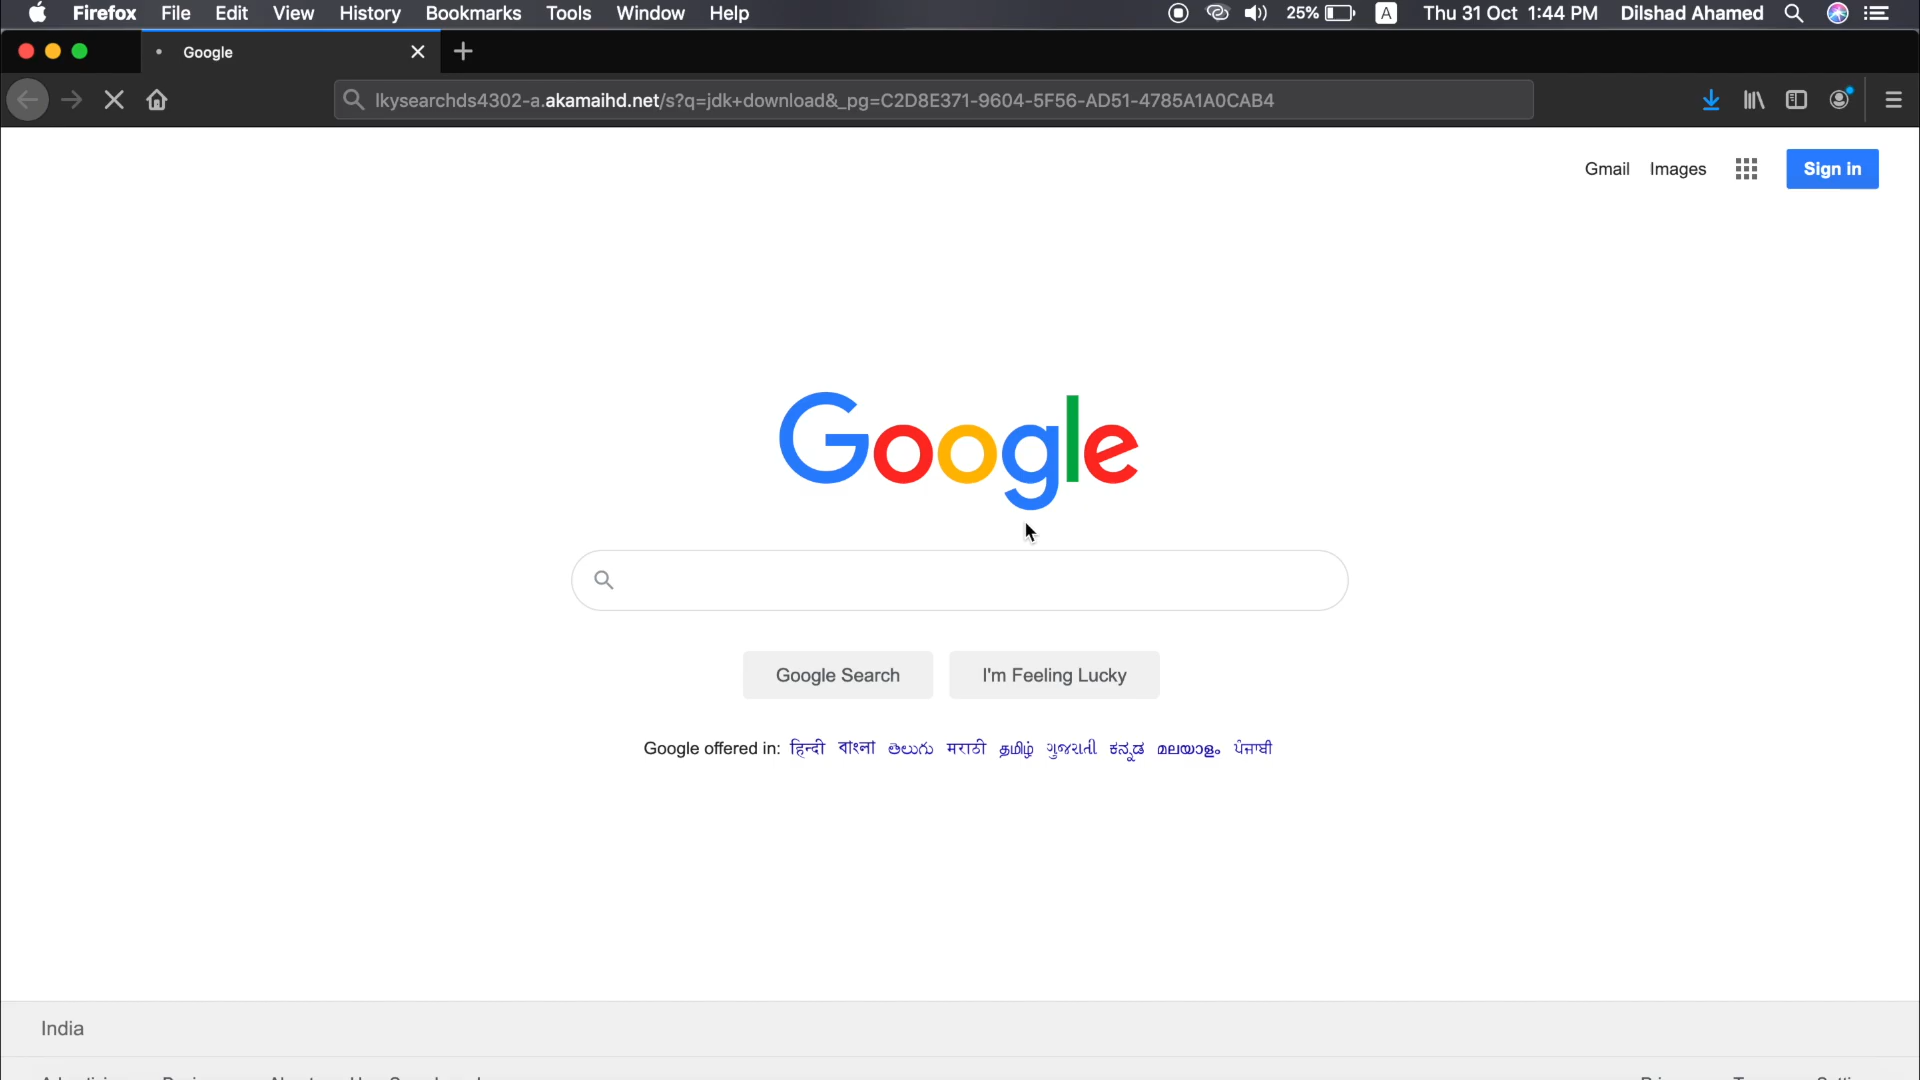 Firefox File Edit View History Bookmarks Tools Window Help 25% A Thu 31 Oct 1:44 PM Dilshad Ahamed
Google
lkysearchds4302-a.akamaihd.net/s?q=jdk+download&_pg=C2D8E371-9604-5F56-AD51-4785A1A0CAB4
Gmail Images Sign in
Google
Google Search I'm Feeling Lucky
Google offered in: हिन्दी বাংলা తెలుగు मराठी தமிழ் ગુજરાતી ಕನ್ನಡ മലയാളം ਪੰਜਾਬੀ
India